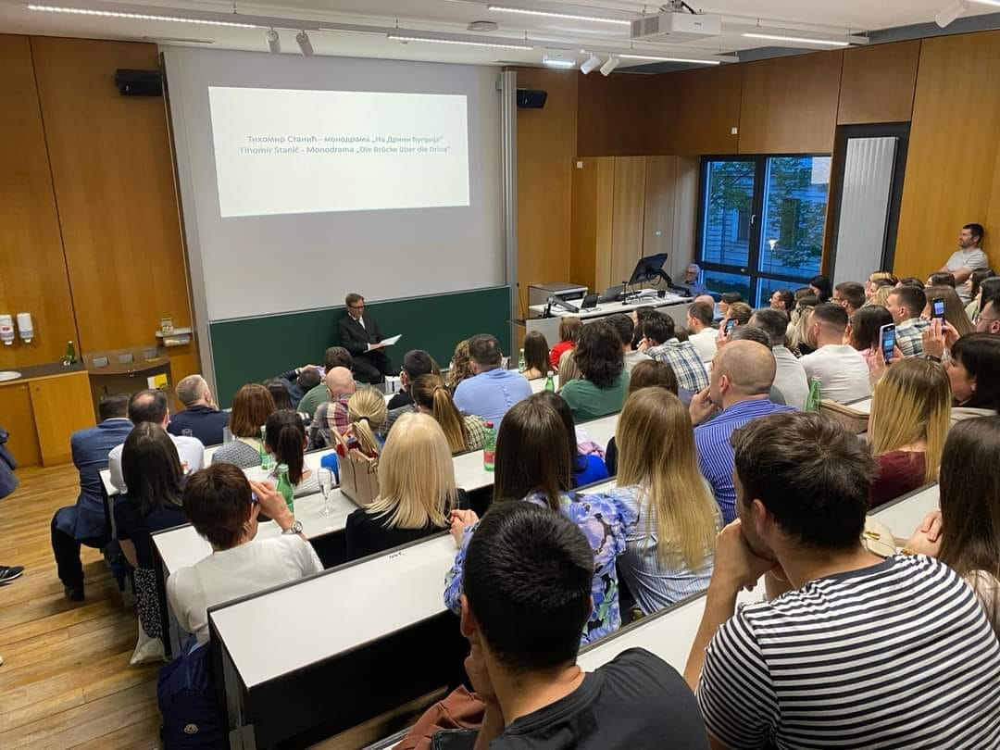 Тихомир Станић - монодрама „На Дрини ћуприја“
Tihomir Stanić - Monodrama „Die Brücke über die Drina“